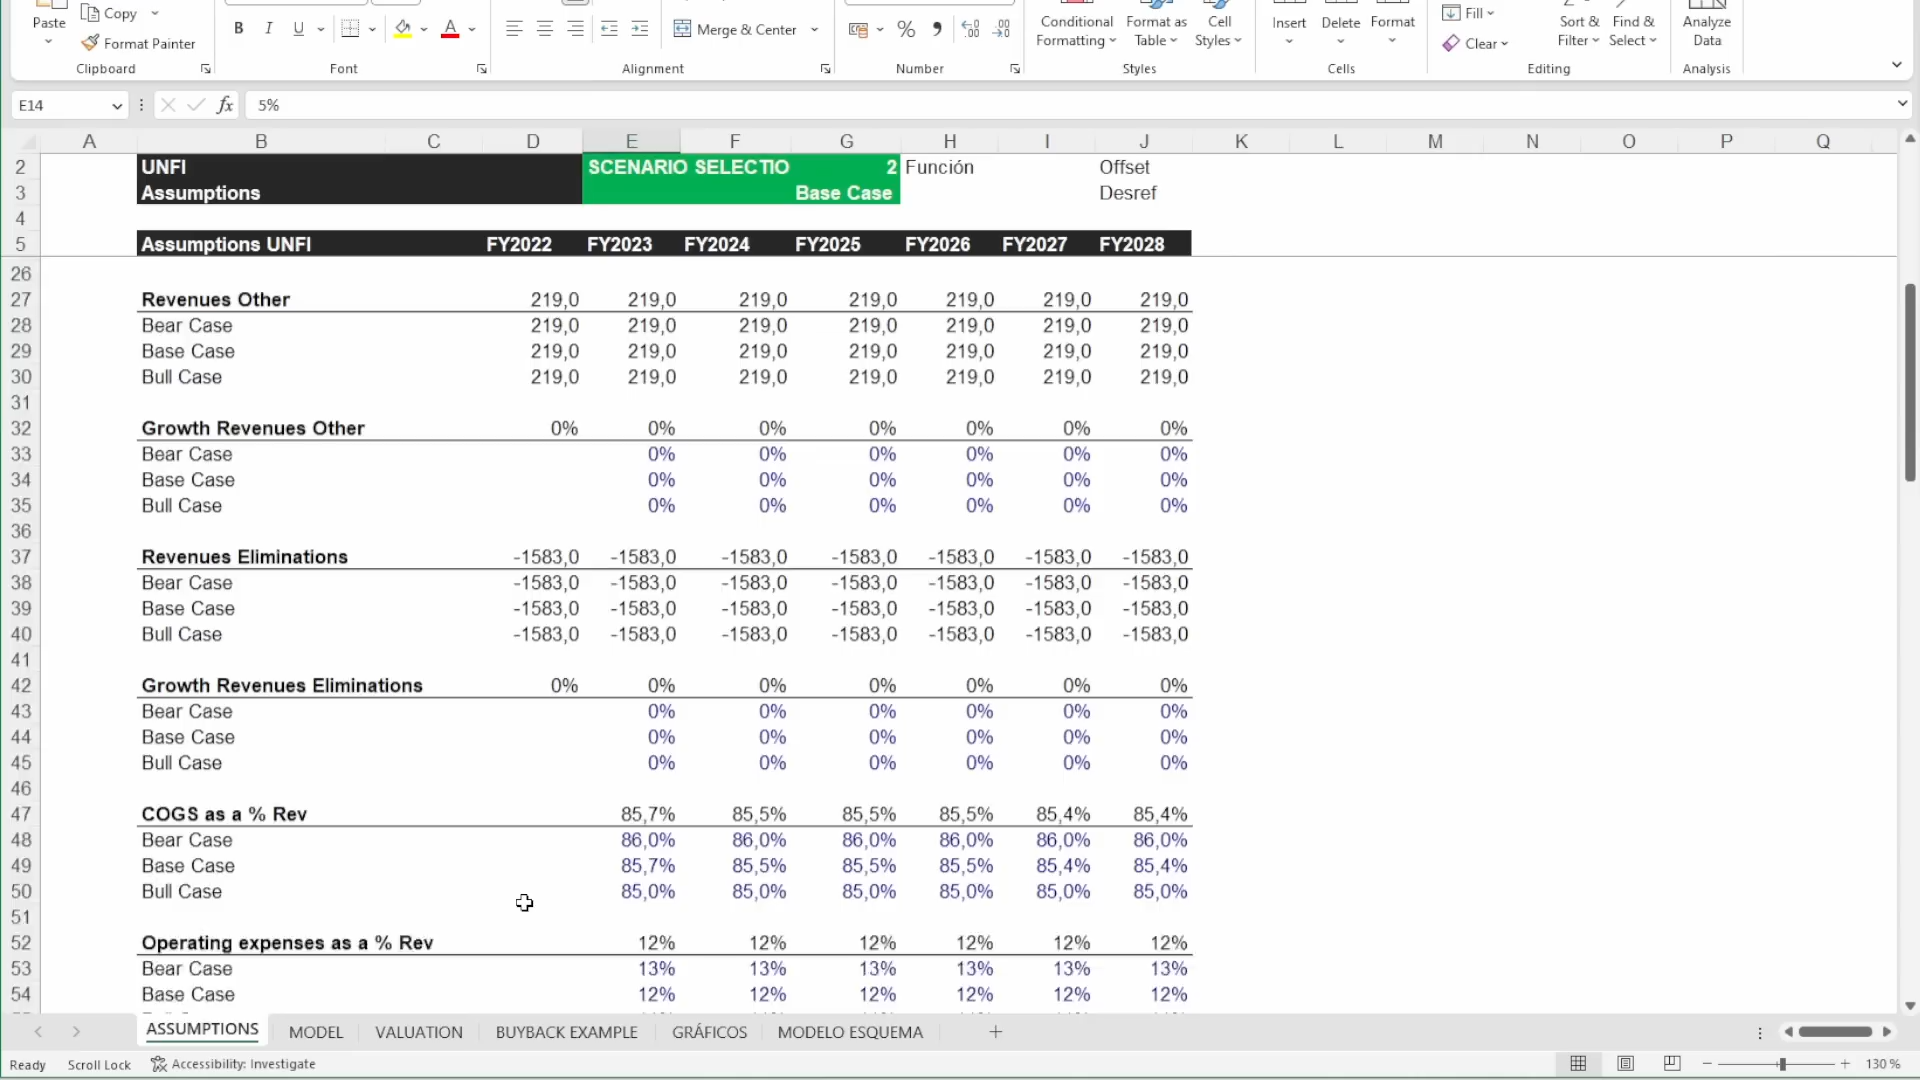 Paste
Copy
Format Painter
Clipboard
B I U
A
Font
Merge & Center
Alignment
% 9
Number
Conditional Formatting
Format as Table
Cell Styles
Styles
Insert
Delete
Format
Cells
Fill
Clear
Sort & Filter
Find & Select
Editing
Analyze Data
Analysis
E14
fx
5%
A B C D E F G H I J K L M N O P Q
2 UNFI SCENARIO SELECTIO 2 Función Offset
3 Assumptions Base Case Desref
4
5 Assumptions UNFI FY2022 FY2023 FY2024 FY2025 FY2026 FY2027 FY2028
26
27 Revenues Other 219,0 219,0 219,0 219,0 219,0 219,0 219,0
28 Bear Case 219,0 219,0 219,0 219,0 219,0 219,0 219,0
29 Base Case 219,0 219,0 219,0 219,0 219,0 219,0 219,0
30 Bull Case 219,0 219,0 219,0 219,0 219,0 219,0 219,0
31
32 Growth Revenues Other 0% 0% 0% 0% 0% 0% 0%
33 Bear Case 0% 0% 0% 0% 0% 0%
34 Base Case 0% 0% 0% 0% 0% 0%
35 Bull Case 0% 0% 0% 0% 0% 0%
36
37 Revenues Eliminations -1583,0 -1583,0 -1583,0 -1583,0 -1583,0 -1583,0 -1583,0
38 Bear Case -1583,0 -1583,0 -1583,0 -1583,0 -1583,0 -1583,0 -1583,0
39 Base Case -1583,0 -1583,0 -1583,0 -1583,0 -1583,0 -1583,0 -1583,0
40 Bull Case -1583,0 -1583,0 -1583,0 -1583,0 -1583,0 -1583,0 -1583,0
41
42 Growth Revenues Eliminations 0% 0% 0% 0% 0% 0% 0%
43 Bear Case 0% 0% 0% 0% 0% 0%
44 Base Case 0% 0% 0% 0% 0% 0%
45 Bull Case 0% 0% 0% 0% 0% 0%
46
47 COGS as a % Rev 85,7% 85,5% 85,5% 85,5% 85,4% 85,4%
48 Bear Case 86,0% 86,0% 86,0% 86,0% 86,0% 86,0%
49 Base Case 85,7% 85,5% 85,5% 85,5% 85,4% 85,4%
50 Bull Case 85,0% 85,0% 85,0% 85,0% 85,0% 85,0%
51
52 Operating expenses as a % Rev 12% 12% 12% 12% 12% 12%
53 Bear Case 13% 13% 13% 13% 13% 13%
54 Base Case 12% 12% 12% 12% 12% 12%
ASSUMPTIONS MODEL VALUATION BUYBACK EXAMPLE GRÁFICOS MODELO ESQUEMA
Ready Scroll Lock Accessibility: Investigate 130 %